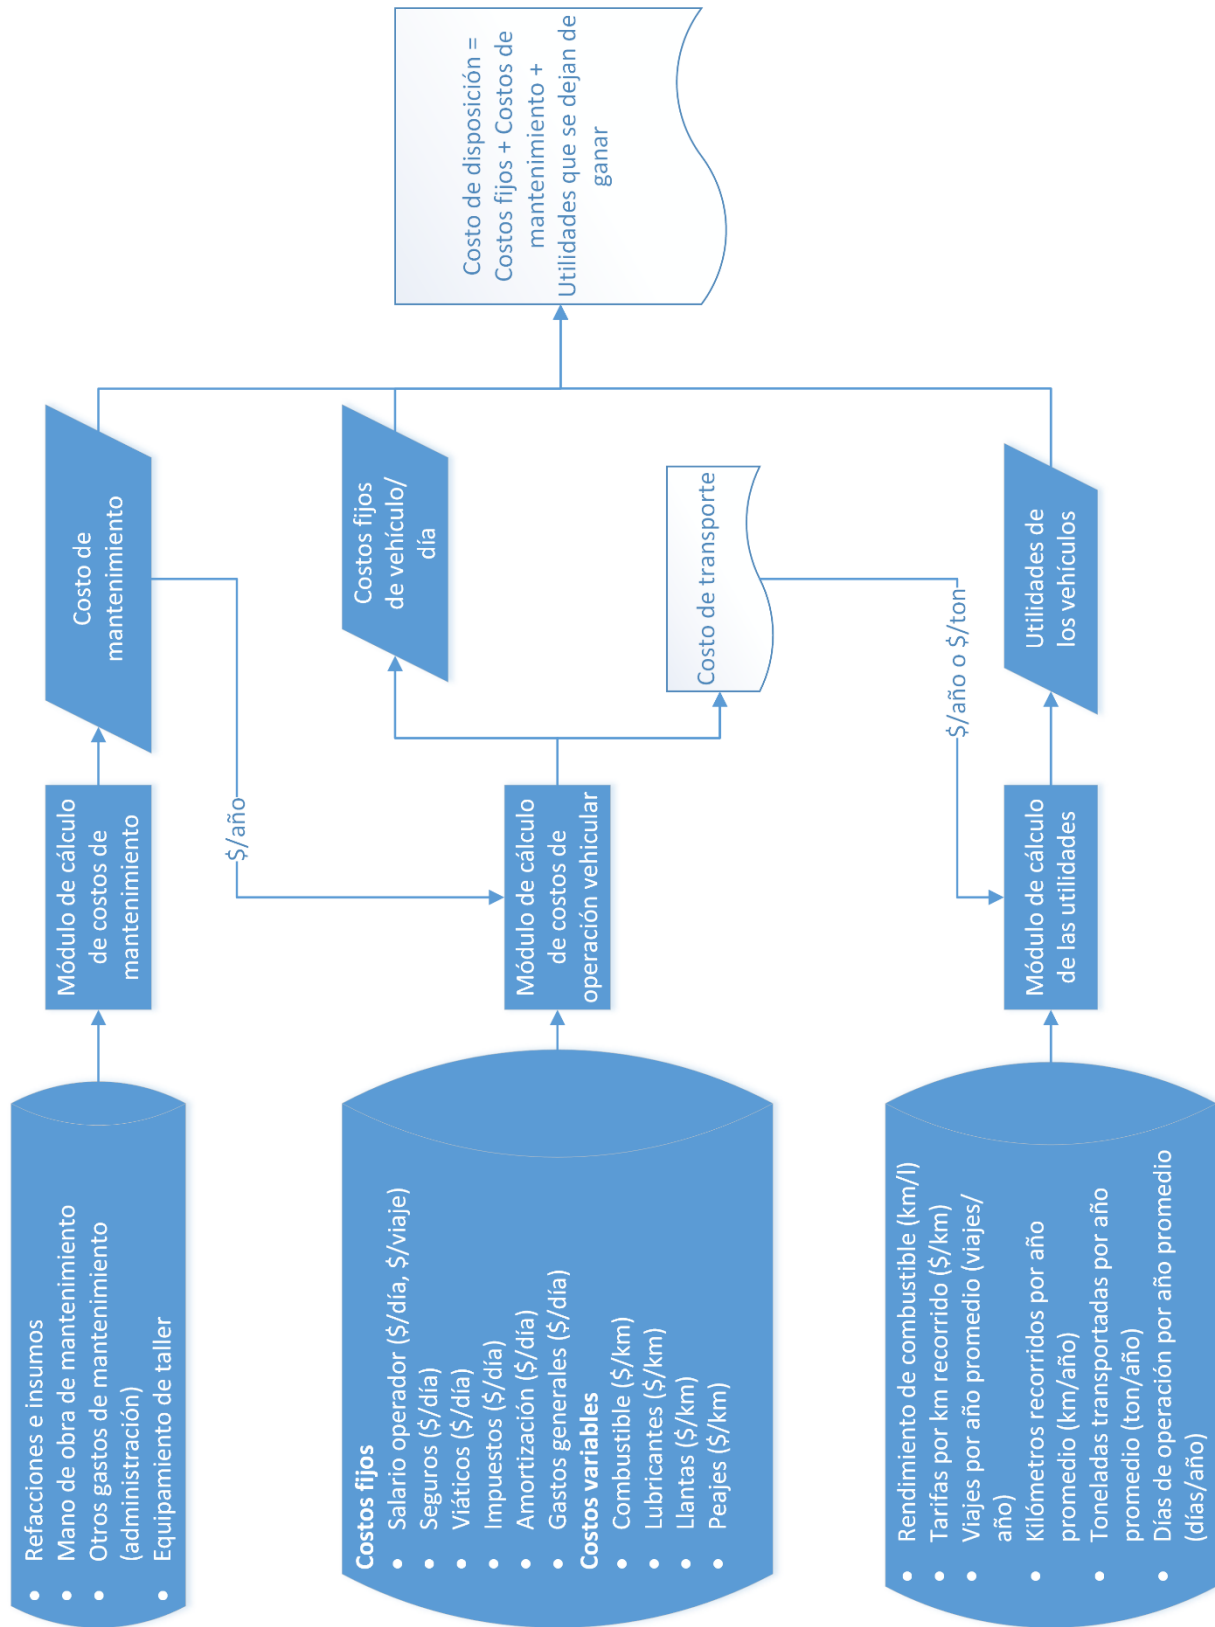 Refacciones e insumos
Mano de obra de mantenimiento
Otros gastos de mantenimiento
(administración)
Equipamiento de taller
Módulo de cálculo
de costos de
mantenimiento
Costo de
mantenimiento
$/año
Costos fijos
Salario operador ($/día, $/viaje)
Seguros ($/día)
Viáticos ($/día)
Impuestos ($/día)
Amortización ($/día)
Gastos generales ($/día)
Costos variables
Combustible ($/km)
Lubricantes ($/km)
Llantas ($/km)
Peajes ($/km)
Módulo de cálculo
de costos de
operación vehicular
Costos fijos
de vehículo/
día
Costo de transporte
$/año o $/ton
Rendimiento de combustible (km/l)
Tarifas por km recorrido ($/km)
Viajes por año promedio (viajes/
año)
Kilómetros recorridos por año
promedio (km/año)
Toneladas transportadas por año
promedio (ton/año)
Días de operación por año promedio
(días/año)
Módulo de cálculo
de las utilidades
Utilidades de
los vehículos
Costo de disposición =
Costos fijos + Costos de
mantenimiento +
Utilidades que se dejan de
ganar